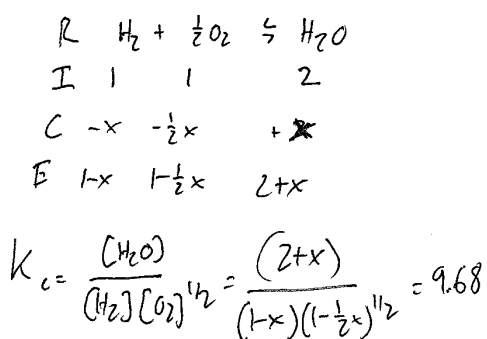 R H₂ + ½O₂ ⇌ H₂O
I 1 1 2
C -x -½x +x
E 1-x 1-½x 2+x
Kc = [H₂O] / [H₂][O₂]^1/2 = (2+x) / (1-x)(1-½x)^1/2 = 9.68